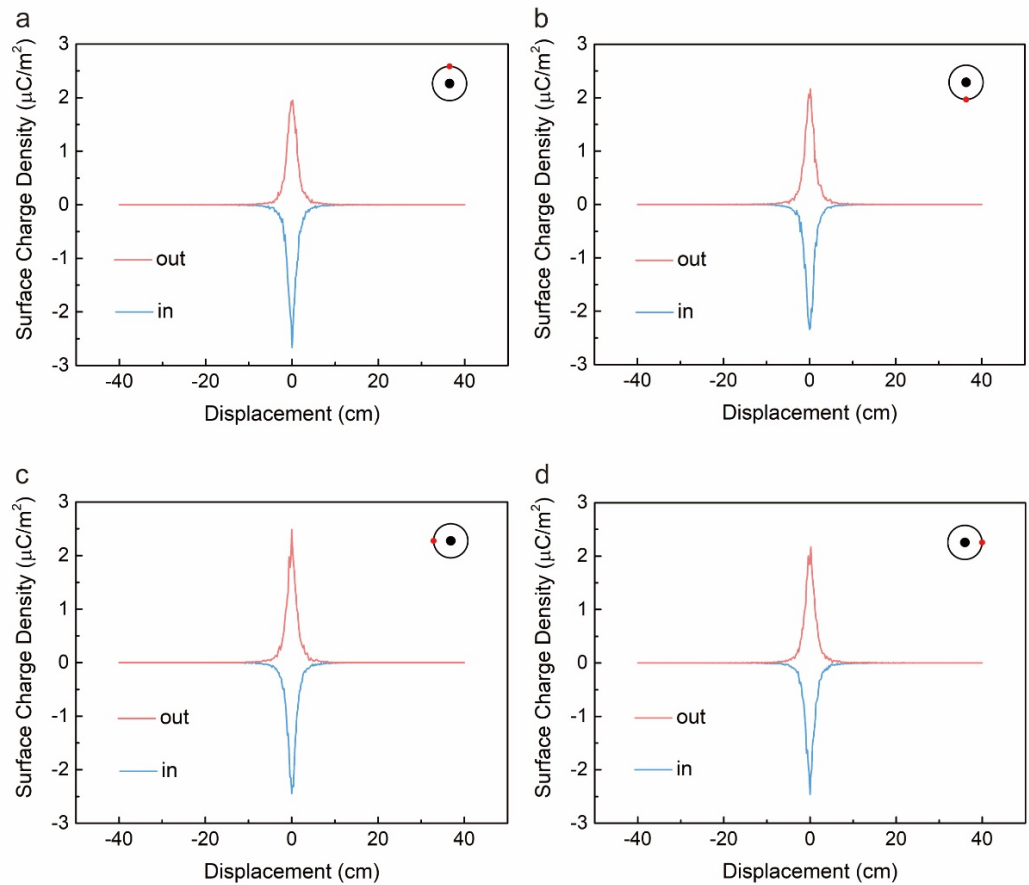 a
3
2
1
0
-1
-2
-3
Surface Charge Density (μC/m²)
out
in
-40
-20
0
20
40
Displacement (cm)
b
3
2
1
0
-1
-2
-3
Surface Charge Density (μC/m²)
out
in
-40
-20
0
20
40
Displacement (cm)
c
3
2
1
0
-1
-2
-3
Surface Charge Density (μC/m²)
out
in
-40
-20
0
20
40
Displacement (cm)
d
3
2
1
0
-1
-2
-3
Surface Charge Density (μC/m²)
out
in
-40
-20
0
20
40
Displacement (cm)